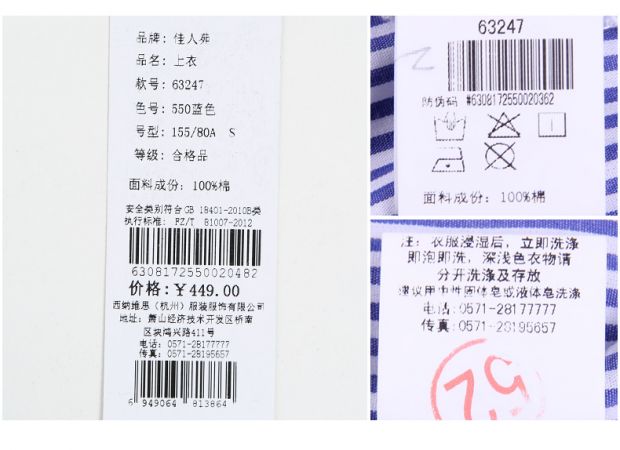 品牌: 佳人苑
品名: 上衣
款号: 63247
色号: 550蓝色
号型: 155/80A S
等级: 合格品
面料成份: 100%棉
安全类别符合GB 18401-2010B类
执行标准: FZ/T 81007-2012
6308172550020482
价格:￥449.00
西纳维思（杭州）服装服饰有限公司
地址: 萧山经济技术开发区桥南
区块鸿兴路411号
电话: 0571-28177777
传真: 0571-28195657
6 949064 813864
63247
防伪码 #6308172550020362
面料成份: 100%棉
注: 衣服浸湿后, 立即洗涤
即泡即洗, 深浅色衣物请
分开洗涤及存放
建议用中性固体皂或液体皂洗涤
电话:0571-28177777
传真:0571-28195657
52